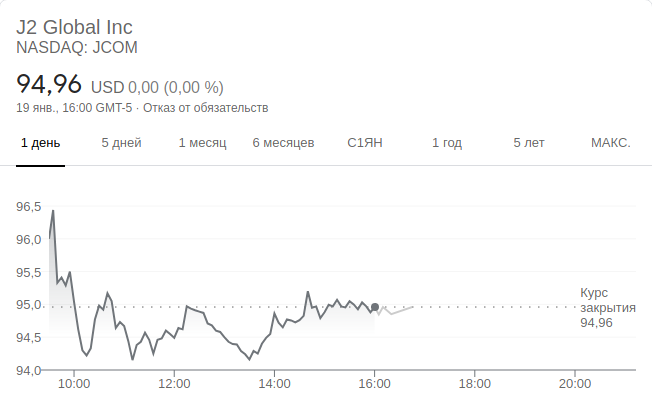 J2 Global Inc
NASDAQ: JCOM
94,96 USD 0,00 (0,00 %)
19 янв., 16:00 GMT-5 · Отказ от обязательств
1 день 5 дней 1 месяц 6 месяцев С1ЯН 1 год 5 лет МАКС.
96,5
96,0
95,5
95,0
94,5
94,0
Курс
закрытия
94,96
10:00 12:00 14:00 16:00 18:00 20:00